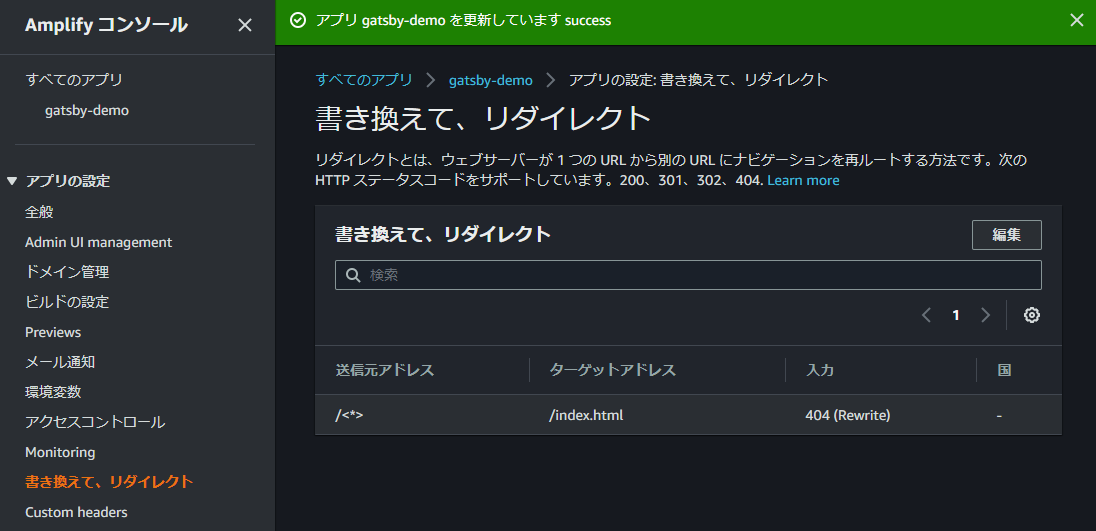 Amplify コンソール
すべてのアプリ
gatsby-demo
アプリの設定
全般
Admin UI management
ドメイン管理
ビルドの設定
Previews
メール通知
環境変数
アクセスコントロール
Monitoring
書き換えて、リダイレクト
Custom headers
アプリ gatsby-demo を更新しています success
すべてのアプリ gatsby-demo アプリの設定: 書き換えて、リダイレクト
書き換えて、リダイレクト
リダイレクトとは、ウェブサーバーが 1 つの URL から別の URL にナビゲーションを再ルートする方法です。次の
HTTP ステータスコードをサポートしています。200、301、302、404. Learn more
書き換えて、リダイレクト 編集
検索
1
送信元アドレス ターゲットアドレス 入力 国
/<*> /index.html 404 (Rewrite) -